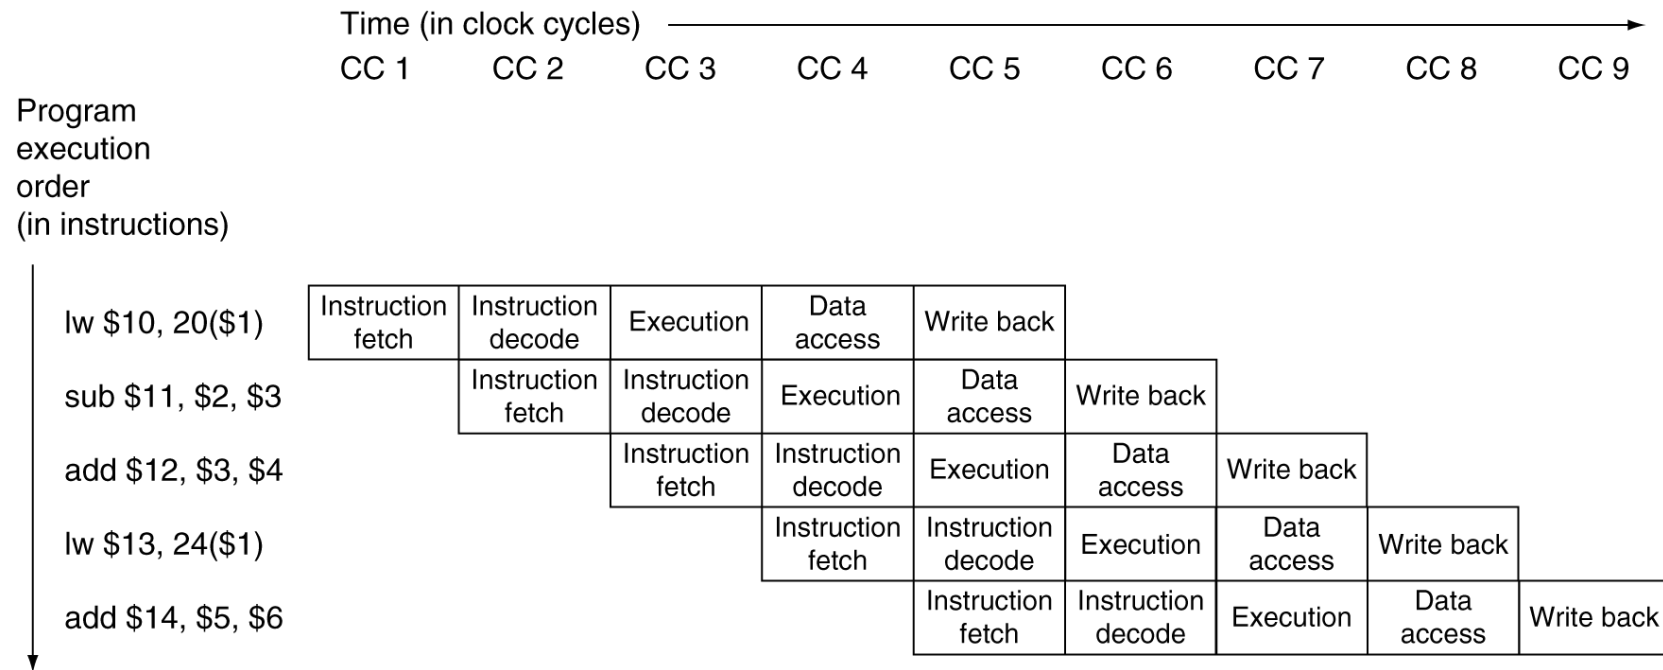 Time (in clock cycles)
CC 1 CC 2 CC 3 CC 4 CC 5 CC 6 CC 7 CC 8 CC 9
Program
execution
order
(in instructions)
lw $10, 20($1)
Instruction
fetch
Instruction
decode
Execution
Data
access
Write back
sub $11, $2, $3
Instruction
fetch
Instruction
decode
Execution
Data
access
Write back
add $12, $3, $4
Instruction
fetch
Instruction
decode
Execution
Data
access
Write back
lw $13, 24($1)
Instruction
fetch
Instruction
decode
Execution
Data
access
Write back
add $14, $5, $6
Instruction
fetch
Instruction
decode
Execution
Data
access
Write back